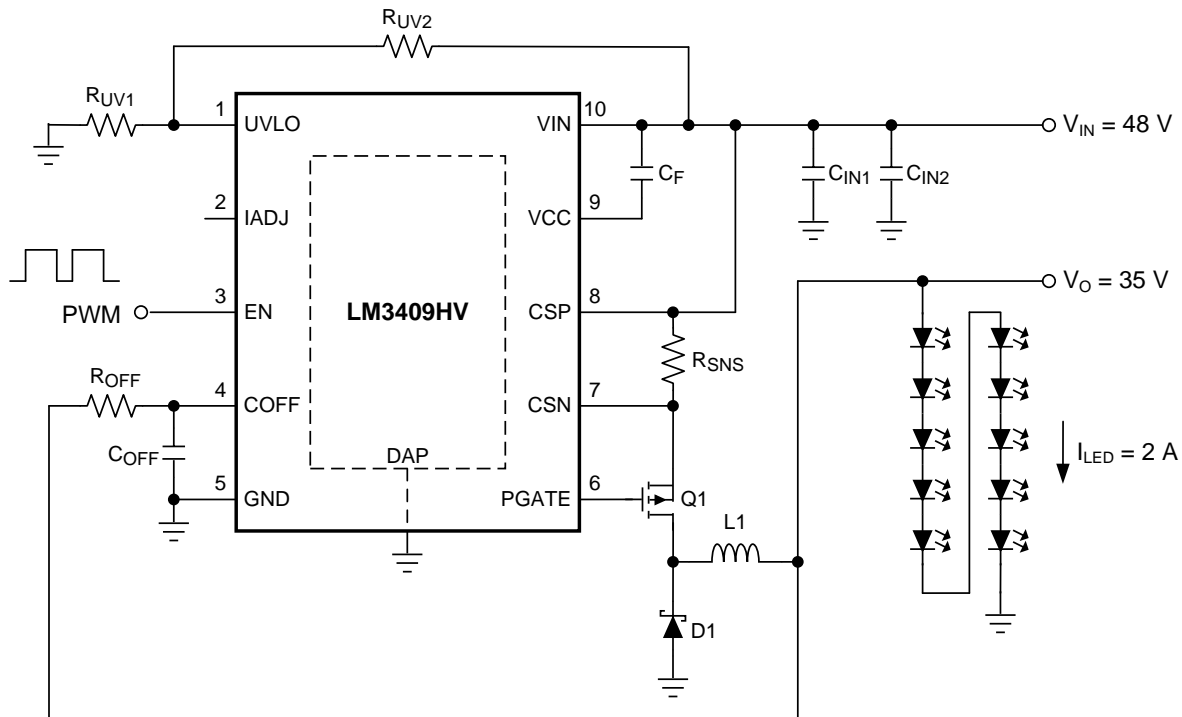 RUV2
RUV1
1
UVLO
VIN
10
VIN = 48 V
CF
CIN1
CIN2
2
IADJ
VCC
9
PWM
3
EN
LM3409HV
CSP
8
VO = 35 V
RSNS
ROFF
4
COFF
CSN
7
COFF
DAP
ILED = 2 A
5
GND
PGATE
6
Q1
L1
D1